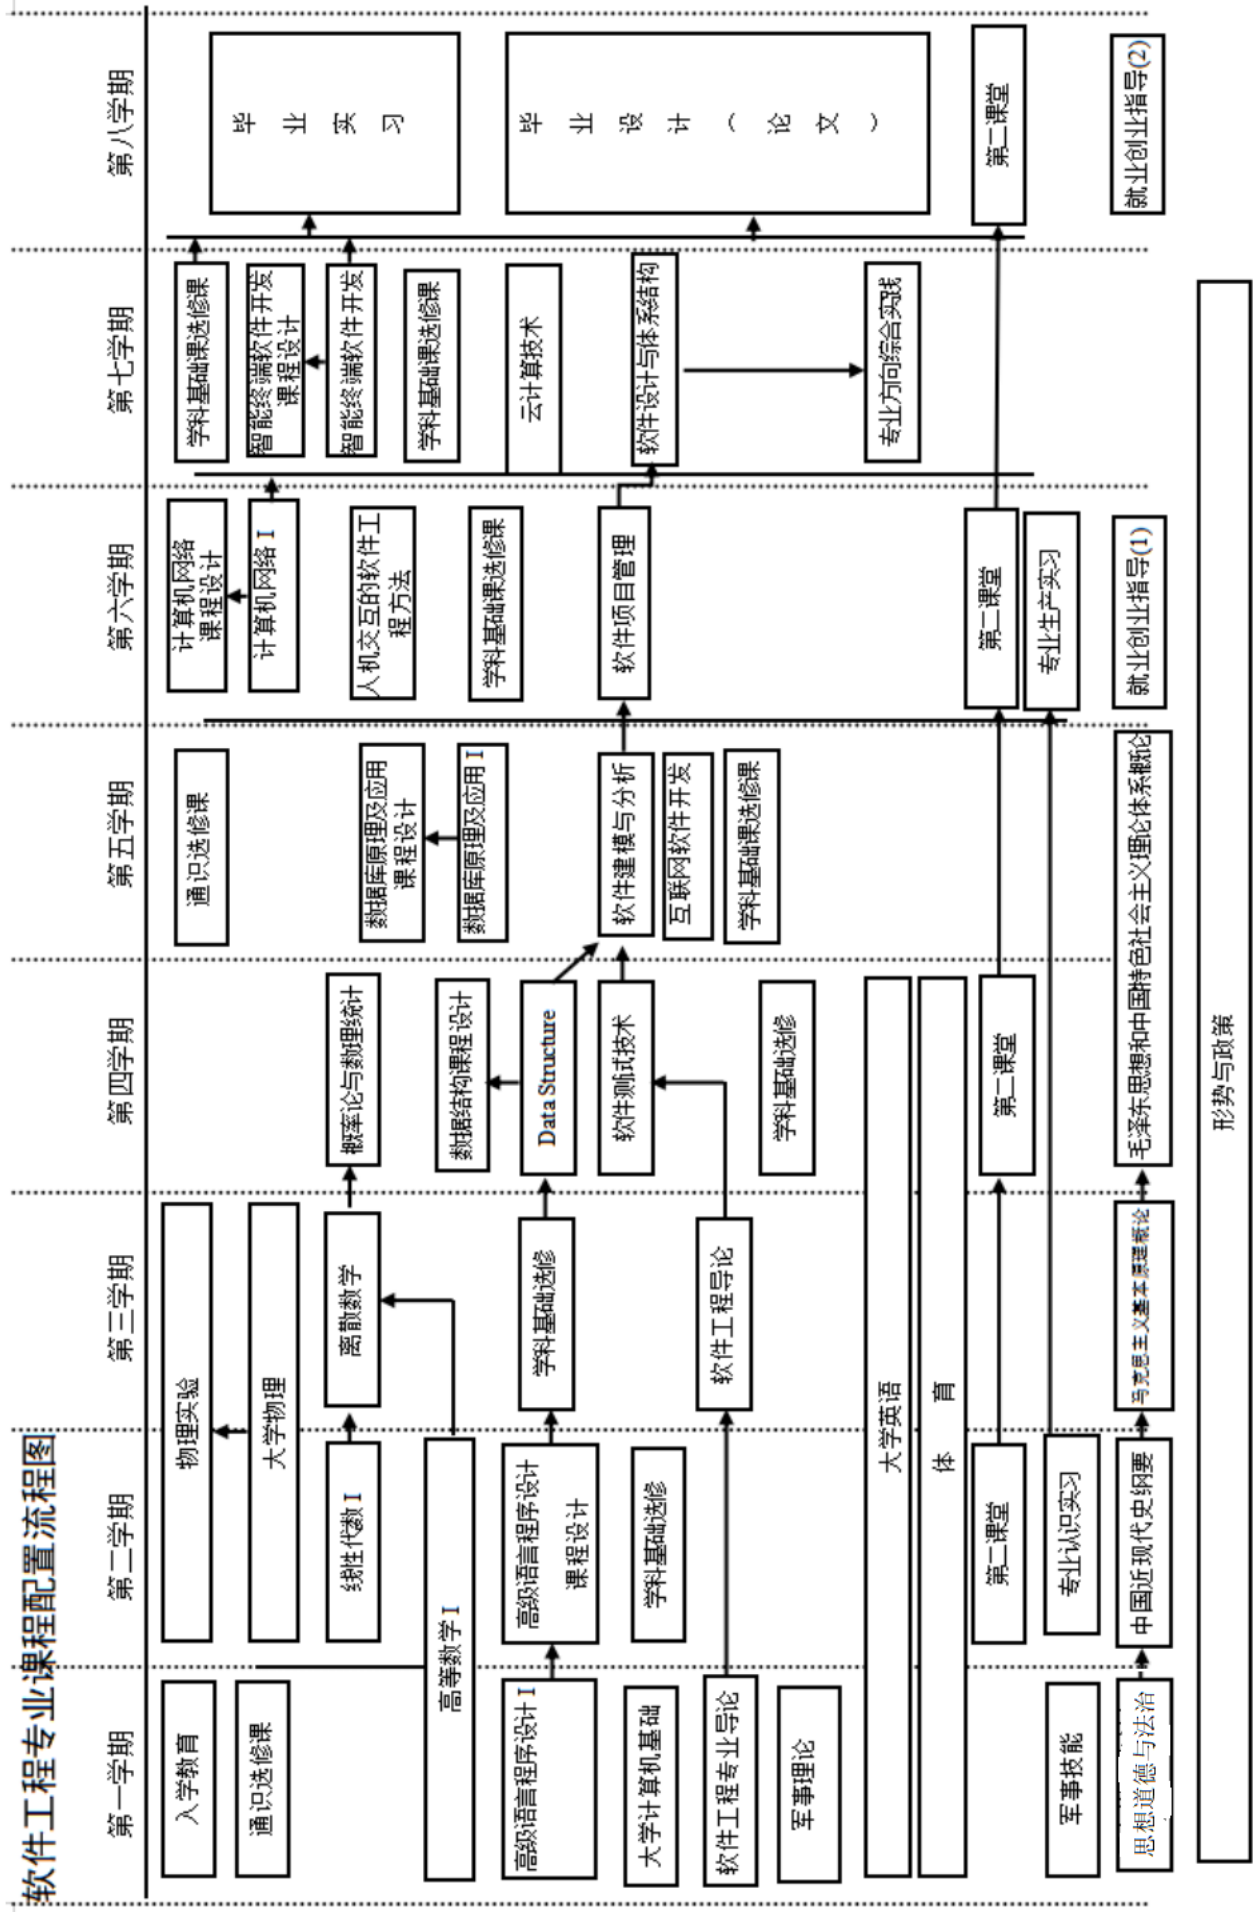 软件工程专业课程配置流程图
第一学期
入学教育
通识选修课
高等数学 I
高级语言程序设计 I
大学计算机基础
软件工程专业导论
军事理论
大学英语
体 育
军事技能
思想道德与法治
形势与政策
第二学期
物理实验
大学物理
线性代数 I
高级语言程序设计
课程设计
学科基础选修
第二课堂
专业认识实习
中国近现代史纲要
第三学期
离散数学
学科基础选修
软件工程导论
马克思主义基本原理概论
第四学期
概率论与数理统计
数据结构课程设计
Data Structure
软件测试技术
学科基础选修
第二课堂
毛泽东思想和中国特色社会主义理论体系概论
第五学期
通识选修课
数据库原理及应用
课程设计
数据库原理及应用 I
软件建模与分析
互联网软件开发
学科基础课选修课
第六学期
计算机网络
课程设计
计算机网络 I
人机交互的软件工
程方法
学科基础课选修课
软件项目管理
第二课堂
专业生产实习
就业创业指导(1)
第七学期
学科基础课选修课
智能终端软件开发
课程设计
智能终端软件开发
学科基础课选修课
云计算技术
软件设计与体系结构
专业方向综合实践
第八学期
毕 业 实 习
毕 业 设 计 （ 论 文 ）
第二课堂
就业创业指导(2)